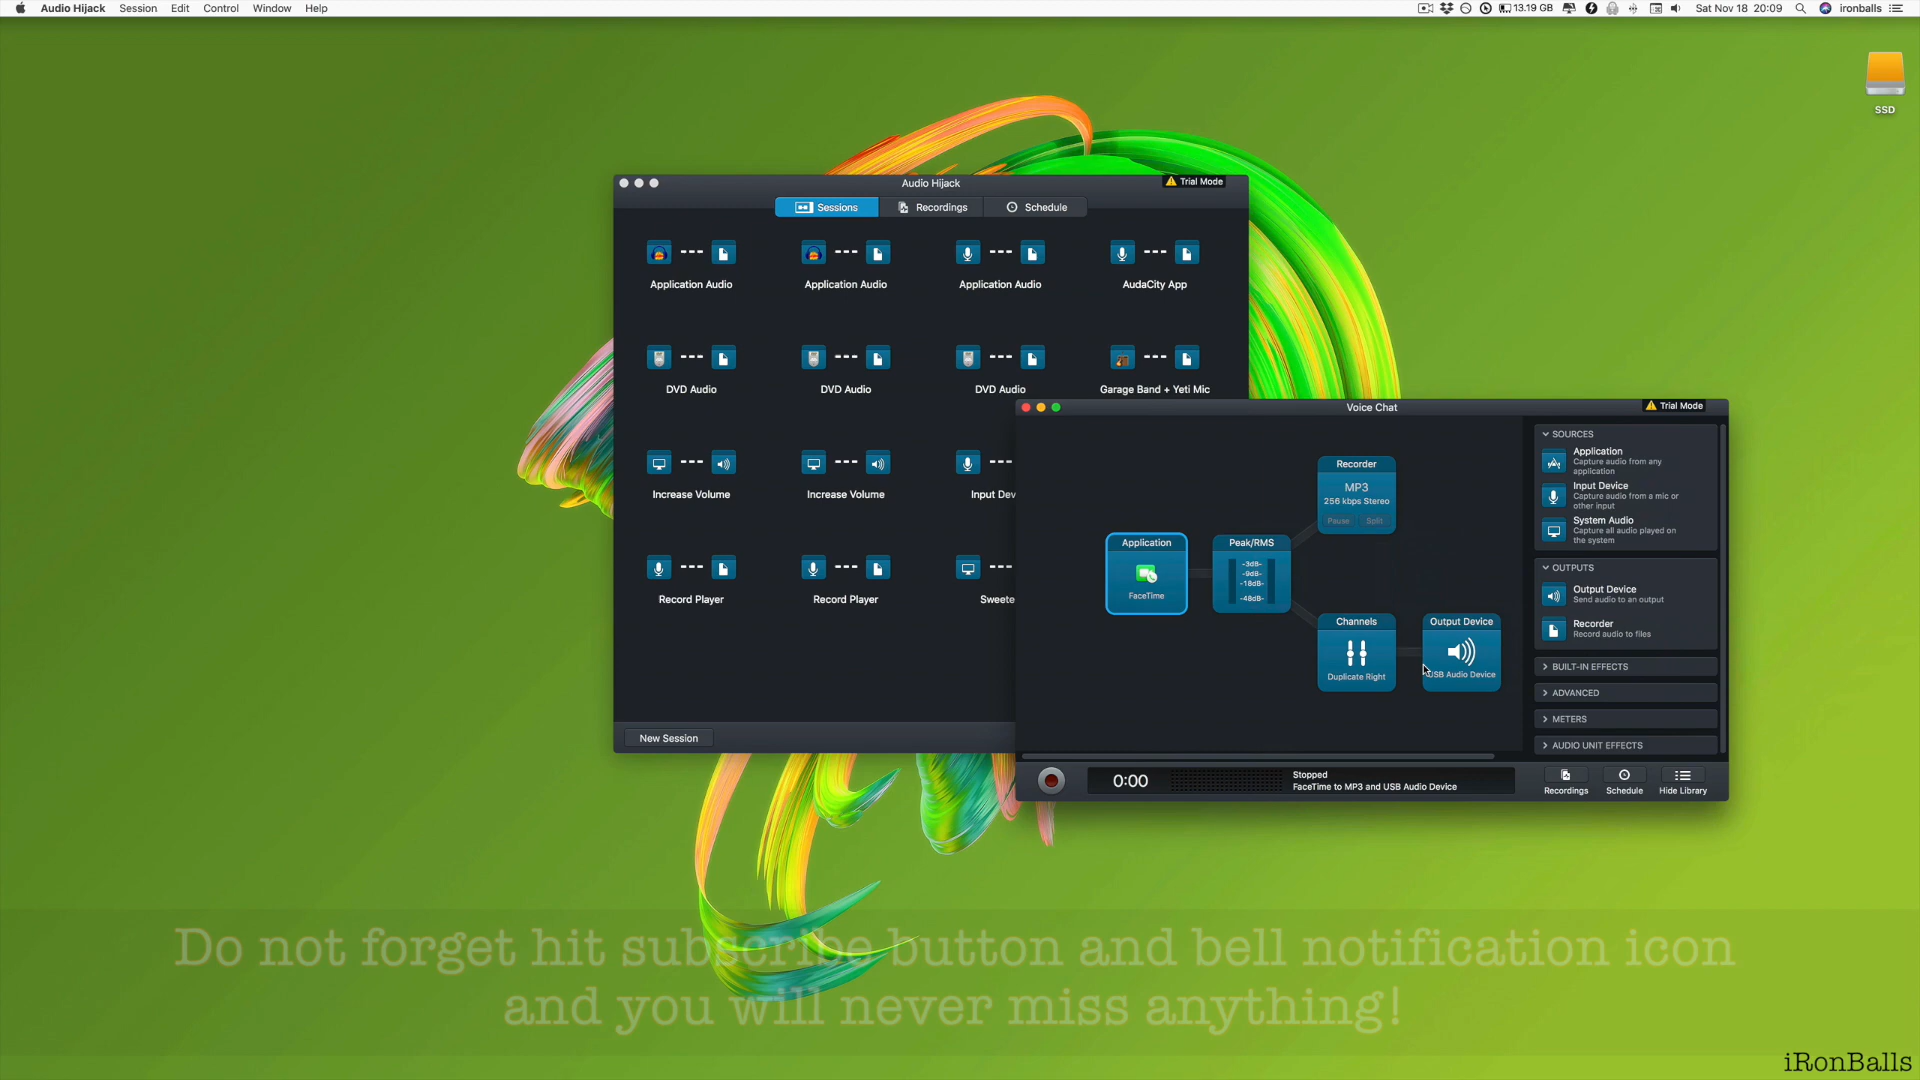 Audio Hijack Session Edit Control Window Help
13.19 GB Sat Nov 18 20:09 ironballs
SSD
Audio Hijack
Trial Mode
Sessions Recordings Schedule
Application Audio Application Audio Application Audio AudaCity App
DVD Audio DVD Audio DVD Audio Garage Band + Yeti Mic
Increase Volume Increase Volume Input Dev
Record Player Record Player Sweete
New Session
Voice Chat
Trial Mode
Application
FaceTime
Peak/RMS
-3dB-
-9dB-
-18dB-
-48dB-
Recorder
MP3
256 kbps Stereo
Pause Split
Channels
Duplicate Right
Output Device
USB Audio Device
SOURCES
Application
Capture audio from any
application
Input Device
Capture audio from a mic or
other input
System Audio
Capture all audio played on
the system
OUTPUTS
Output Device
Send audio to an output
Recorder
Record audio to files
BUILT-IN EFFECTS
ADVANCED
METERS
AUDIO UNIT EFFECTS
0:00
Stopped
FaceTime to MP3 and USB Audio Device
Recordings Schedule Hide Library
Do not forget hit subscribe button and bell notification icon
and you will never miss anything!
iRonBalls